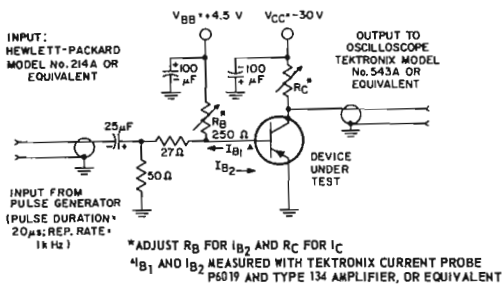 INPUT:
HEWLETT-PACKARD
MODEL No. 214A OR
EQUIVALENT
VBB=+4.5 V
VCC=-30V
OUTPUT TO
OSCILLOSCOPE
TEKTRONIX MODEL
No. 543A OR
EQUIVALENT
+
100
-
μF
-
100
+
μF
RC*
RB*
25μF
-
+
27Ω
250 Ω
IB1▲
IB2
50Ω
DEVICE
UNDER
TEST
INPUT FROM
PULSE GENERATOR
(PULSE DURATION=
20μs; REP. RATE=
1kHz)
*ADJUST RB FOR IB2 AND RC FOR IC
▲IB1 AND IB2 MEASURED WITH TEKTRONIX CURRENT PROBE
P6019 AND TYPE 134 AMPLIFIER, OR EQUIVALENT